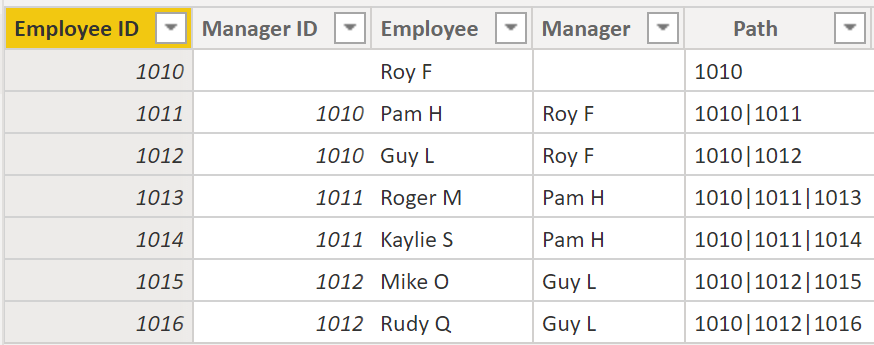 Employee ID Manager ID Employee Manager Path
1010 Roy F 1010
1011 1010 Pam H Roy F 1010|1011
1012 1010 Guy L Roy F 1010|1012
1013 1011 Roger M Pam H 1010|1011|1013
1014 1011 Kaylie S Pam H 1010|1011|1014
1015 1012 Mike O Guy L 1010|1012|1015
1016 1012 Rudy Q Guy L 1010|1012|1016